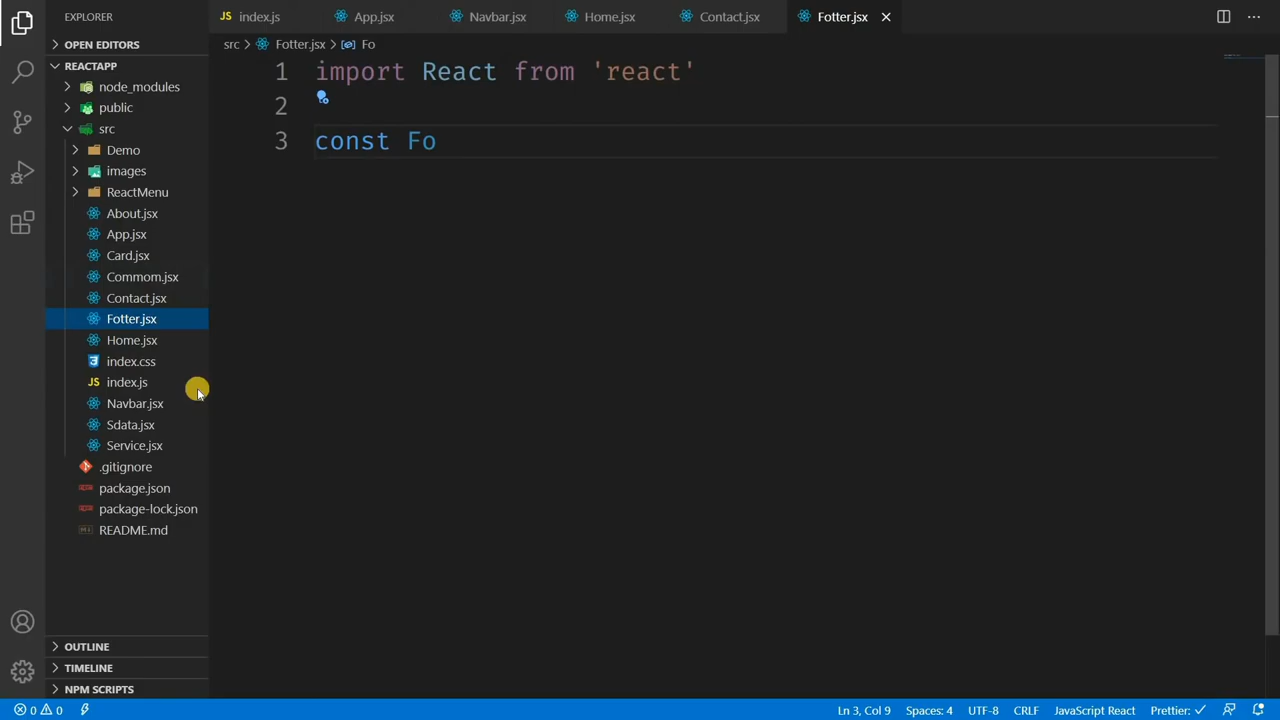 EXPLORER
index.js
App.jsx
Navbar.jsx
Home.jsx
Contact.jsx
Fotter.jsx
OPEN EDITORS
src > Fotter.jsx > Fo
REACTAPP
node_modules
public
src
Demo
images
ReactMenu
About.jsx
App.jsx
Card.jsx
Commom.jsx
Contact.jsx
Fotter.jsx
Home.jsx
index.css
JS index.js
Navbar.jsx
Sdata.jsx
Service.jsx
.gitignore
package.json
package-lock.json
README.md
OUTLINE
TIMELINE
NPM SCRIPTS
JS
1 import React from 'react'
2
3 const Fo
0 0
Ln 3, Col 9
Spaces: 4
UTF-8
CRLF
JavaScript React
Prettier: ✓